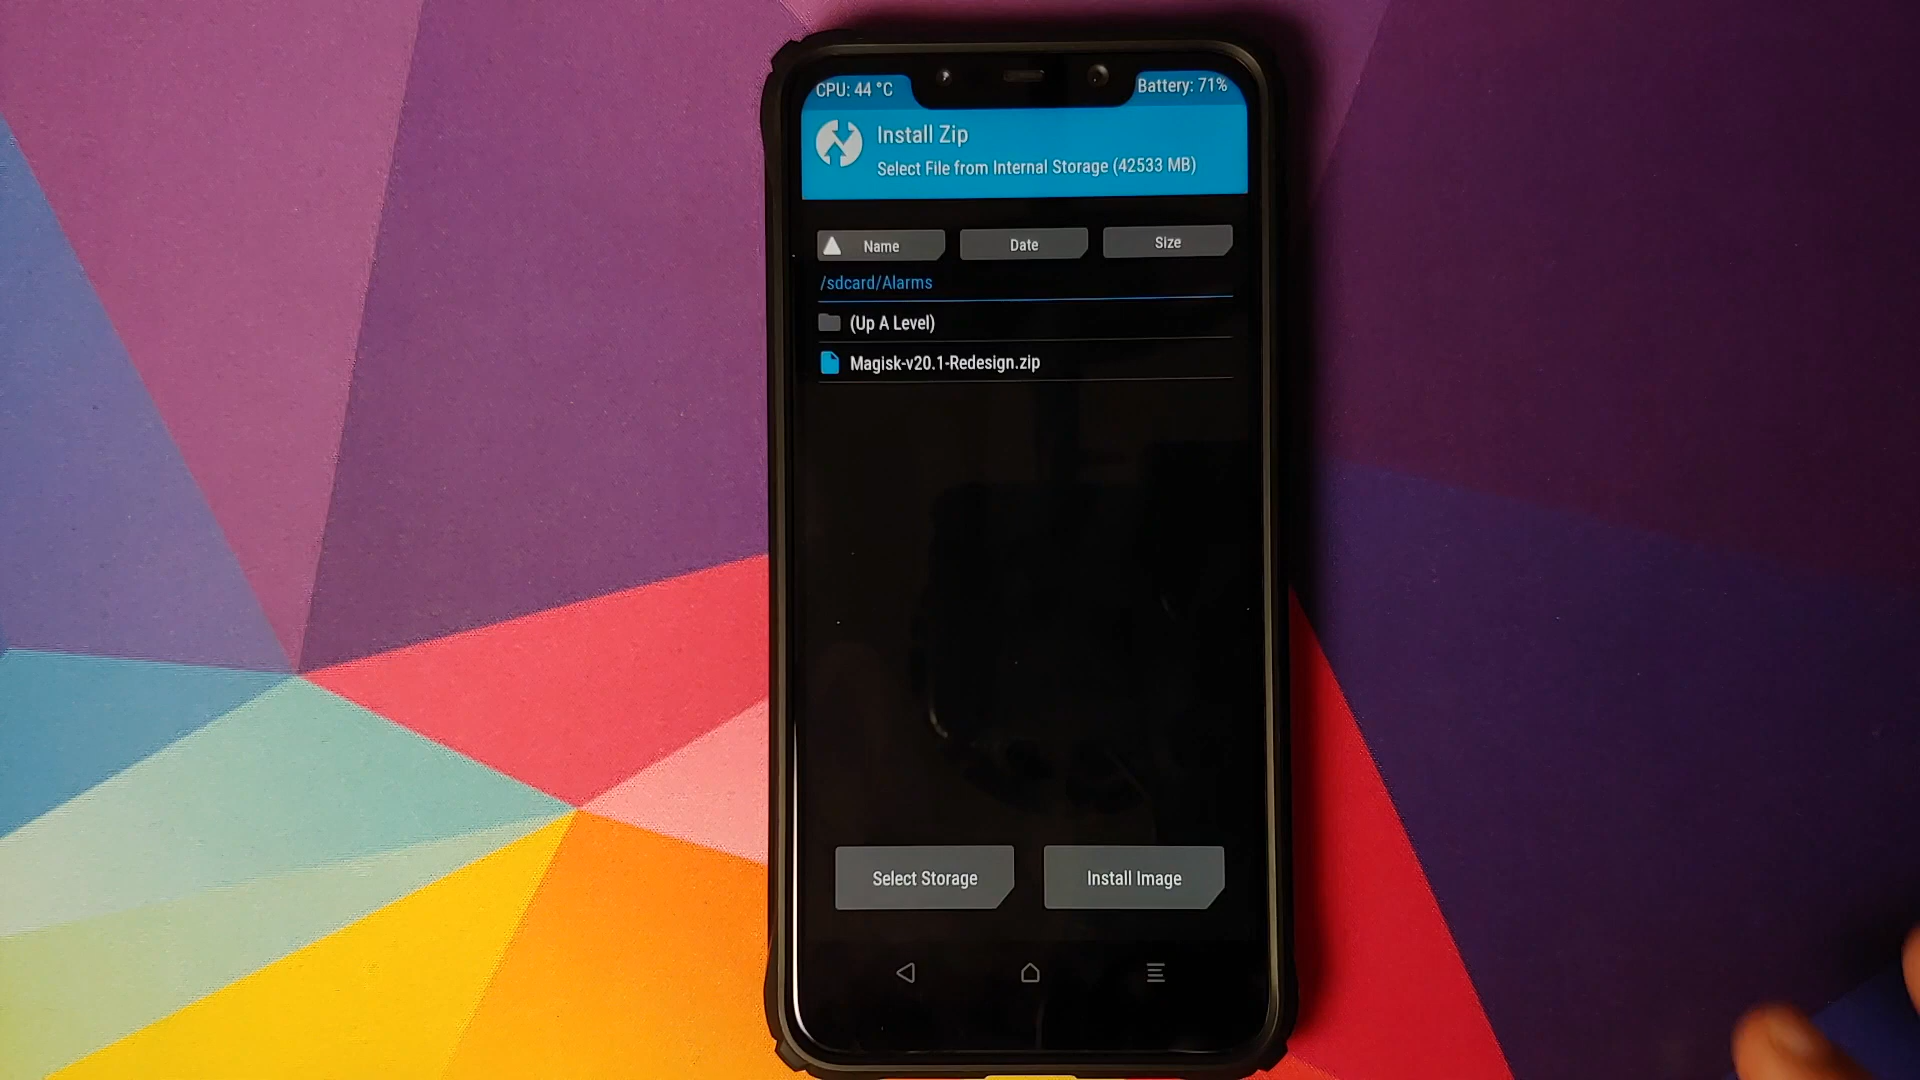 CPU: 44 °C
Battery: 71%
Install Zip
Select File from Internal Storage (42533 MB)
Name
Date
Size
/sdcard/Alarms
(Up A Level)
Magisk-v20.1-Redesign.zip
Select Storage
Install Image